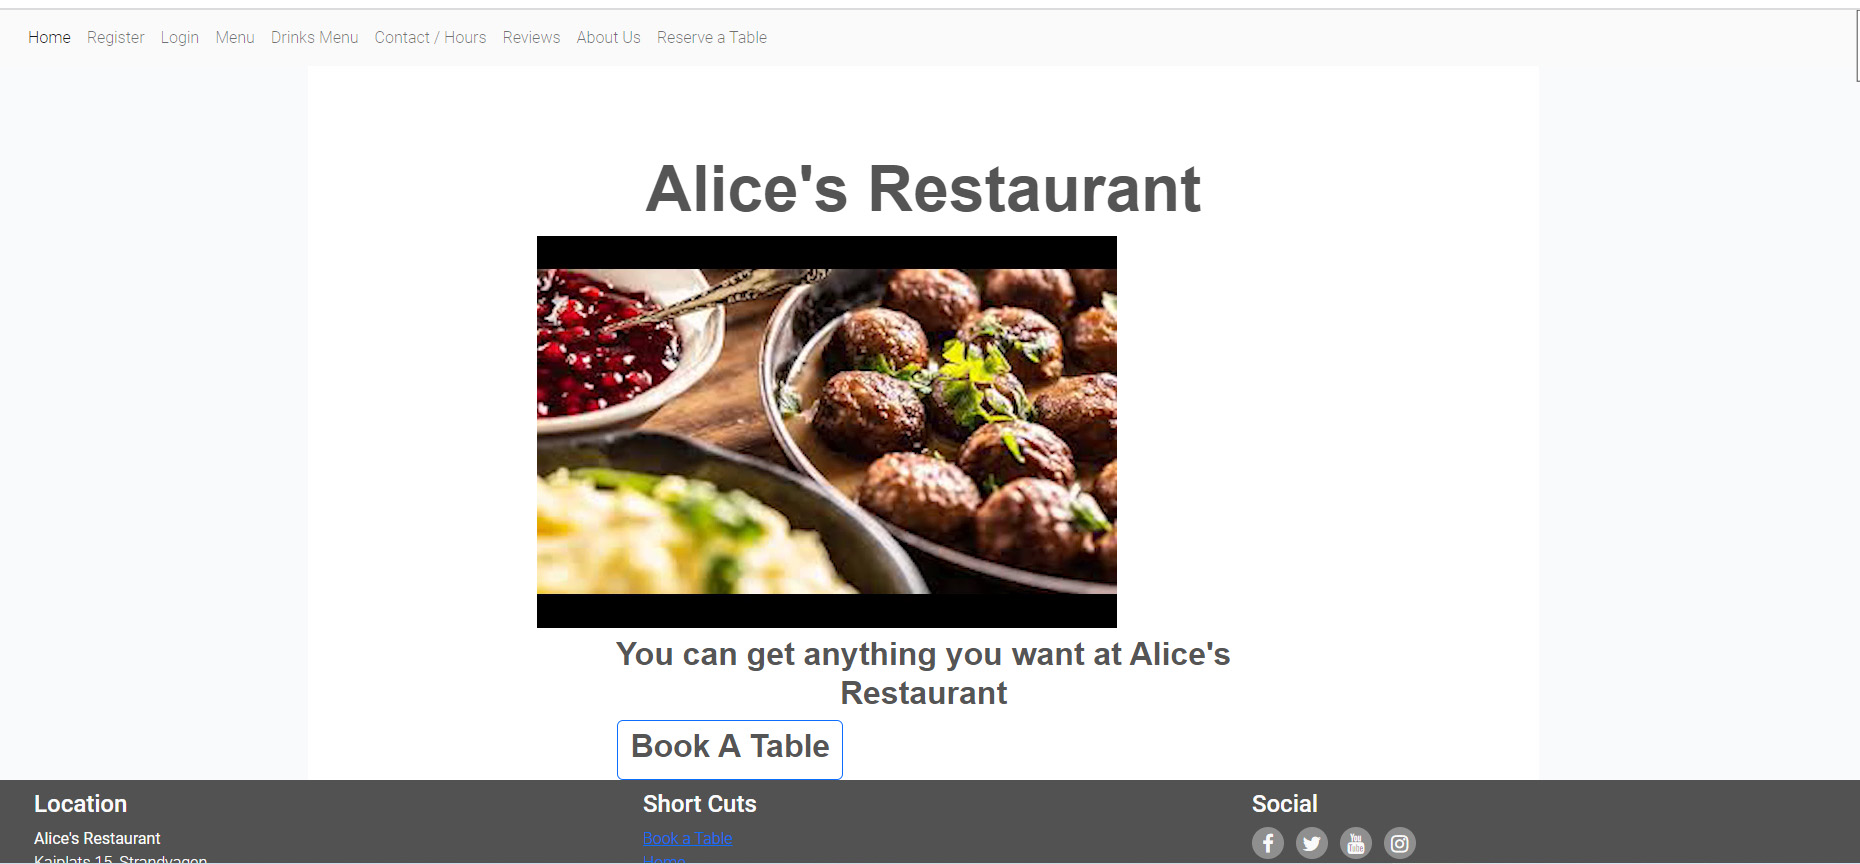 Home Register Login Menu Drinks Menu Contact / Hours Reviews About Us Reserve a Table
Alice's Restaurant
You can get anything you want at Alice's
Restaurant
Book A Table
Location
Alice's Restaurant
Kajplats 15, Strandvagen
Short Cuts
Book a Table
Home
Social
You
Tube